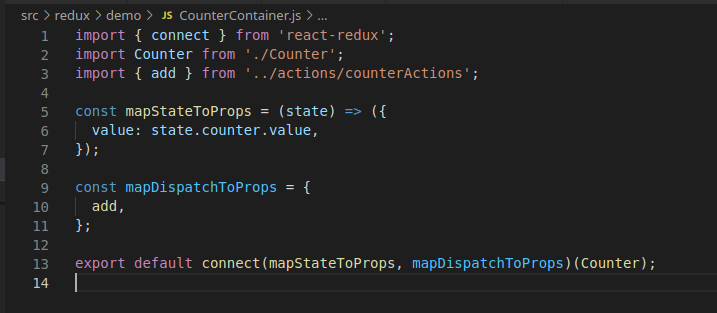 src > redux > demo > JS CounterContainer.js > ...
1 import { connect } from 'react-redux';
2 import Counter from './Counter';
3 import { add } from '../actions/counterActions';
4
5 const mapStateToProps = (state) => ({
6   value: state.counter.value,
7 });
8
9 const mapDispatchToProps = {
10   add,
11 };
12
13 export default connect(mapStateToProps, mapDispatchToProps)(Counter);
14